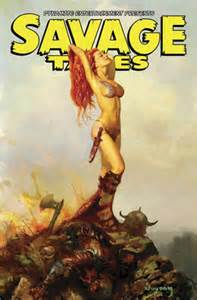 DYNAMITE ENTERTAINMENT PRESENTS
SAVAGE
TALES